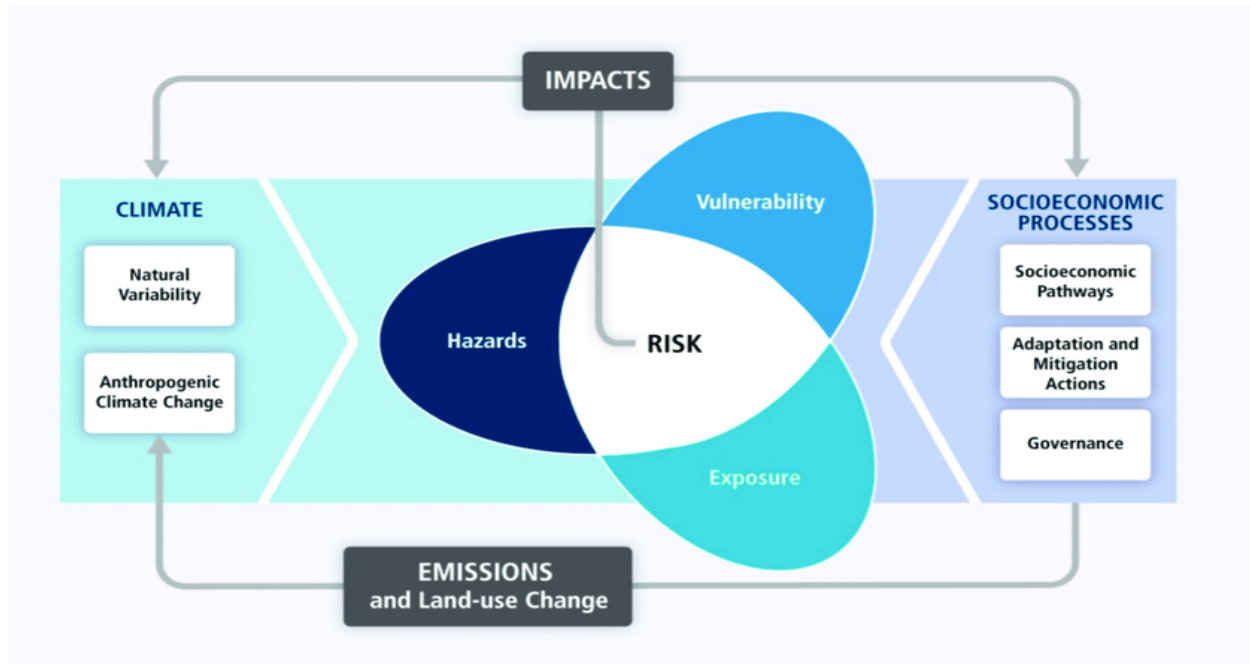 IMPACTS
CLIMATE
Natural
Variability
Anthropogenic
Climate Change
Vulnerability
Hazards
RISK
Exposure
SOCIOECONOMIC
PROCESSES
Socioeconomic
Pathways
Adaptation and
Mitigation
Actions
Governance
EMISSIONS
and Land-use Change